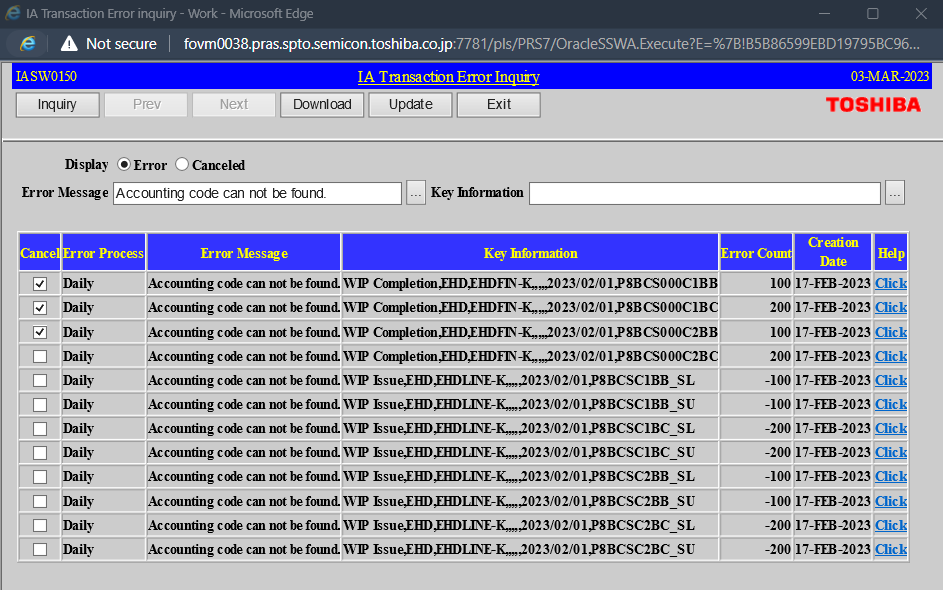 IA Transaction Error inquiry - Work - Microsoft Edge
Not secure | fovm0038.pras.spto.semicon.toshiba.co.jp:7781/pls/PRS7/OracleSSWA.Execute?E=%7B!B5B86599EBD19795BC96...
IASW0150 IA Transaction Error Inquiry 03-MAR-2023
Inquiry Prev Next Download Update Exit TOSHIBA
Display Error Canceled
Error Message Accounting code can not be found. ... Key Information ...
Cancel Error Process Error Message Key Information Error Count Creation Date Help
Daily Accounting code can not be found. WIP Completion,EHD,EHDFIN-K,,,,,2023/02/01,P8BCS000C1BB 100 17-FEB-2023 Click
Daily Accounting code can not be found. WIP Completion,EHD,EHDFIN-K,,,,,2023/02/01,P8BCS000C1BC 200 17-FEB-2023 Click
Daily Accounting code can not be found. WIP Completion,EHD,EHDFIN-K,,,,,2023/02/01,P8BCS000C2BB 100 17-FEB-2023 Click
Daily Accounting code can not be found. WIP Completion,EHD,EHDFIN-K,,,,,2023/02/01,P8BCS000C2BC 200 17-FEB-2023 Click
Daily Accounting code can not be found. WIP Issue,EHD,EHDLINE-K,,,,,2023/02/01,P8BCSC1BB_SL -100 17-FEB-2023 Click
Daily Accounting code can not be found. WIP Issue,EHD,EHDLINE-K,,,,,2023/02/01,P8BCSC1BB_SU -100 17-FEB-2023 Click
Daily Accounting code can not be found. WIP Issue,EHD,EHDLINE-K,,,,,2023/02/01,P8BCSC1BC_SL -200 17-FEB-2023 Click
Daily Accounting code can not be found. WIP Issue,EHD,EHDLINE-K,,,,,2023/02/01,P8BCSC1BC_SU -200 17-FEB-2023 Click
Daily Accounting code can not be found. WIP Issue,EHD,EHDLINE-K,,,,,2023/02/01,P8BCSC2BB_SL -100 17-FEB-2023 Click
Daily Accounting code can not be found. WIP Issue,EHD,EHDLINE-K,,,,,2023/02/01,P8BCSC2BB_SU -100 17-FEB-2023 Click
Daily Accounting code can not be found. WIP Issue,EHD,EHDLINE-K,,,,,2023/02/01,P8BCSC2BC_SL -200 17-FEB-2023 Click
Daily Accounting code can not be found. WIP Issue,EHD,EHDLINE-K,,,,,2023/02/01,P8BCSC2BC_SU -200 17-FEB-2023 Click